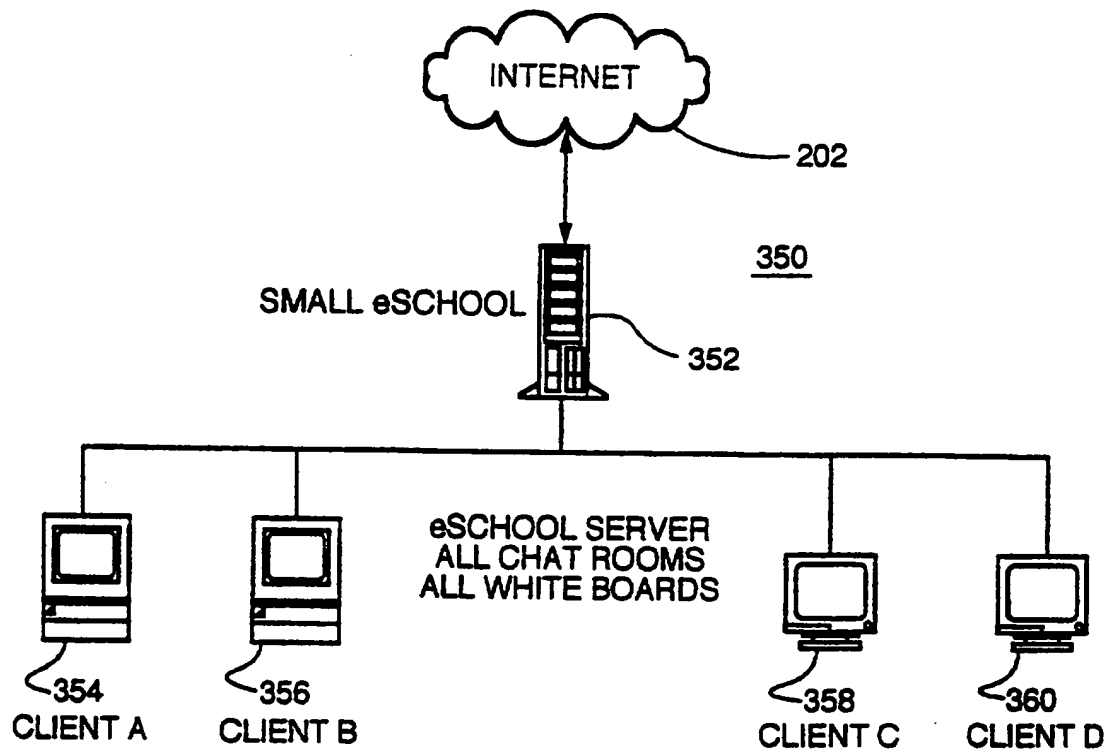 INTERNET
202
350
SMALL eSCHOOL
352
eSCHOOL SERVER
ALL CHAT ROOMS
ALL WHITE BOARDS
354
CLIENT A
356
CLIENT B
358
CLIENT C
360
CLIENT D